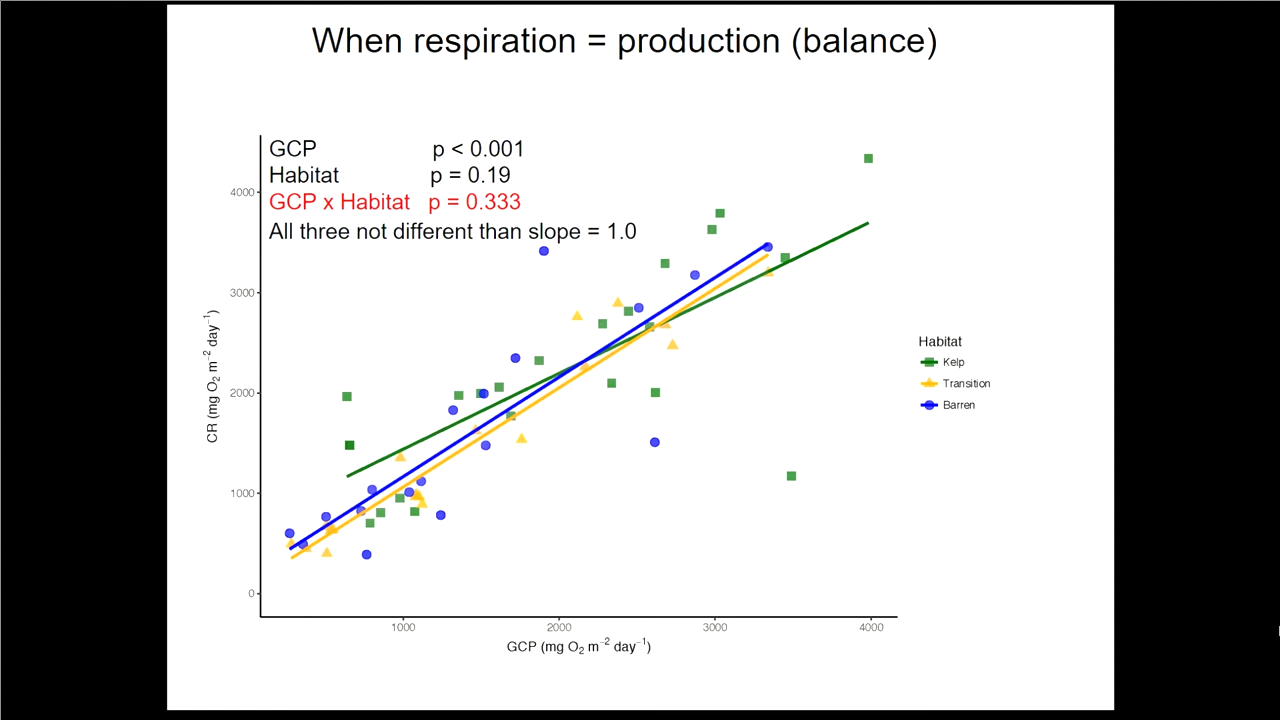 When respiration = production (balance)
GCP p < 0.001
Habitat p = 0.19
GCP x Habitat p = 0.333
All three not different than slope = 1.0
4000
3000
2000
1000
0
CR (mg O₂ m⁻² day⁻¹)
1000 2000 3000 4000
GCP (mg O₂ m⁻² day⁻¹)
Habitat
Kelp
Transition
Barren